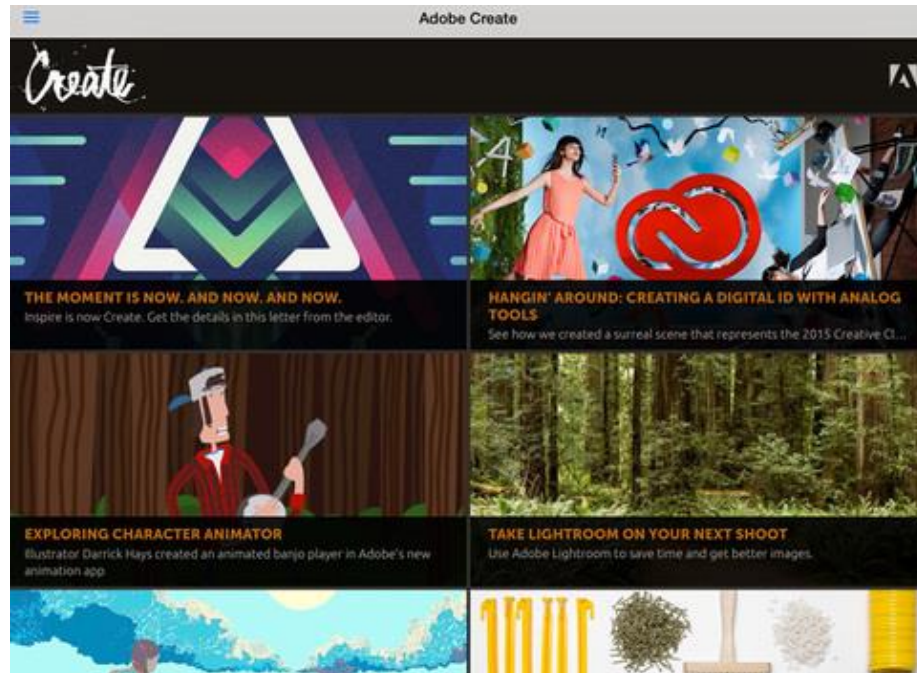 Adobe Create
Create
THE MOMENT IS NOW. AND NOW. AND NOW.
Inspire is now Create. Get the details in this letter from the editor.
HANGIN' AROUND: CREATING A DIGITAL ID WITH ANALOG
TOOLS
See how we created a surreal scene that represents the 2015 Creative Cl...
EXPLORING CHARACTER ANIMATOR
Illustrator Darrick Hays created an animated banjo player in Adobe's new
animation app
TAKE LIGHTROOM ON YOUR NEXT SHOOT
Use Adobe Lightroom to save time and get better images.